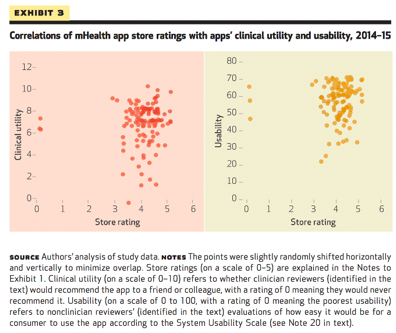 EXHIBIT 3
Correlations of mHealth app store ratings with apps' clinical utility and usability, 2014–15
12
10
8
6
4
2
0
Clinical utility
0 1 2 3 4 5 6
Store rating
80
70
60
50
40
30
20
10
0
Usability
0 1 2 3 4 5 6
Store rating
SOURCE Authors' analysis of study data. NOTES The points were slightly randomly shifted horizontally
and vertically to minimize overlap. Store ratings (on a scale of 0–5) are explained in the Notes to
Exhibit 1. Clinical utility (on a scale of 0–10) refers to whether clinician reviewers (identified in the
text) would recommend the app to a friend or colleague, with a rating of 0 meaning they would never
recommend it. Usability (on a scale of 0 to 100, with a rating of 0 meaning the poorest usability)
refers to nonclinician reviewers' (identified in the text) evaluations of how easy it would be for a
consumer to use the app according to the System Usability Scale (see Note 20 in text).